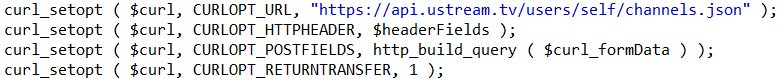 curl_setopt ( $curl, CURLOPT_URL, "https://api.ustream.tv/users/self/channels.json" );
curl_setopt ( $curl, CURLOPT_HTTPHEADER, $headerFields );
curl_setopt ( $curl, CURLOPT_POSTFIELDS, http_build_query ( $curl_formData ) );
curl_setopt ( $curl, CURLOPT_RETURNTRANSFER, 1 );